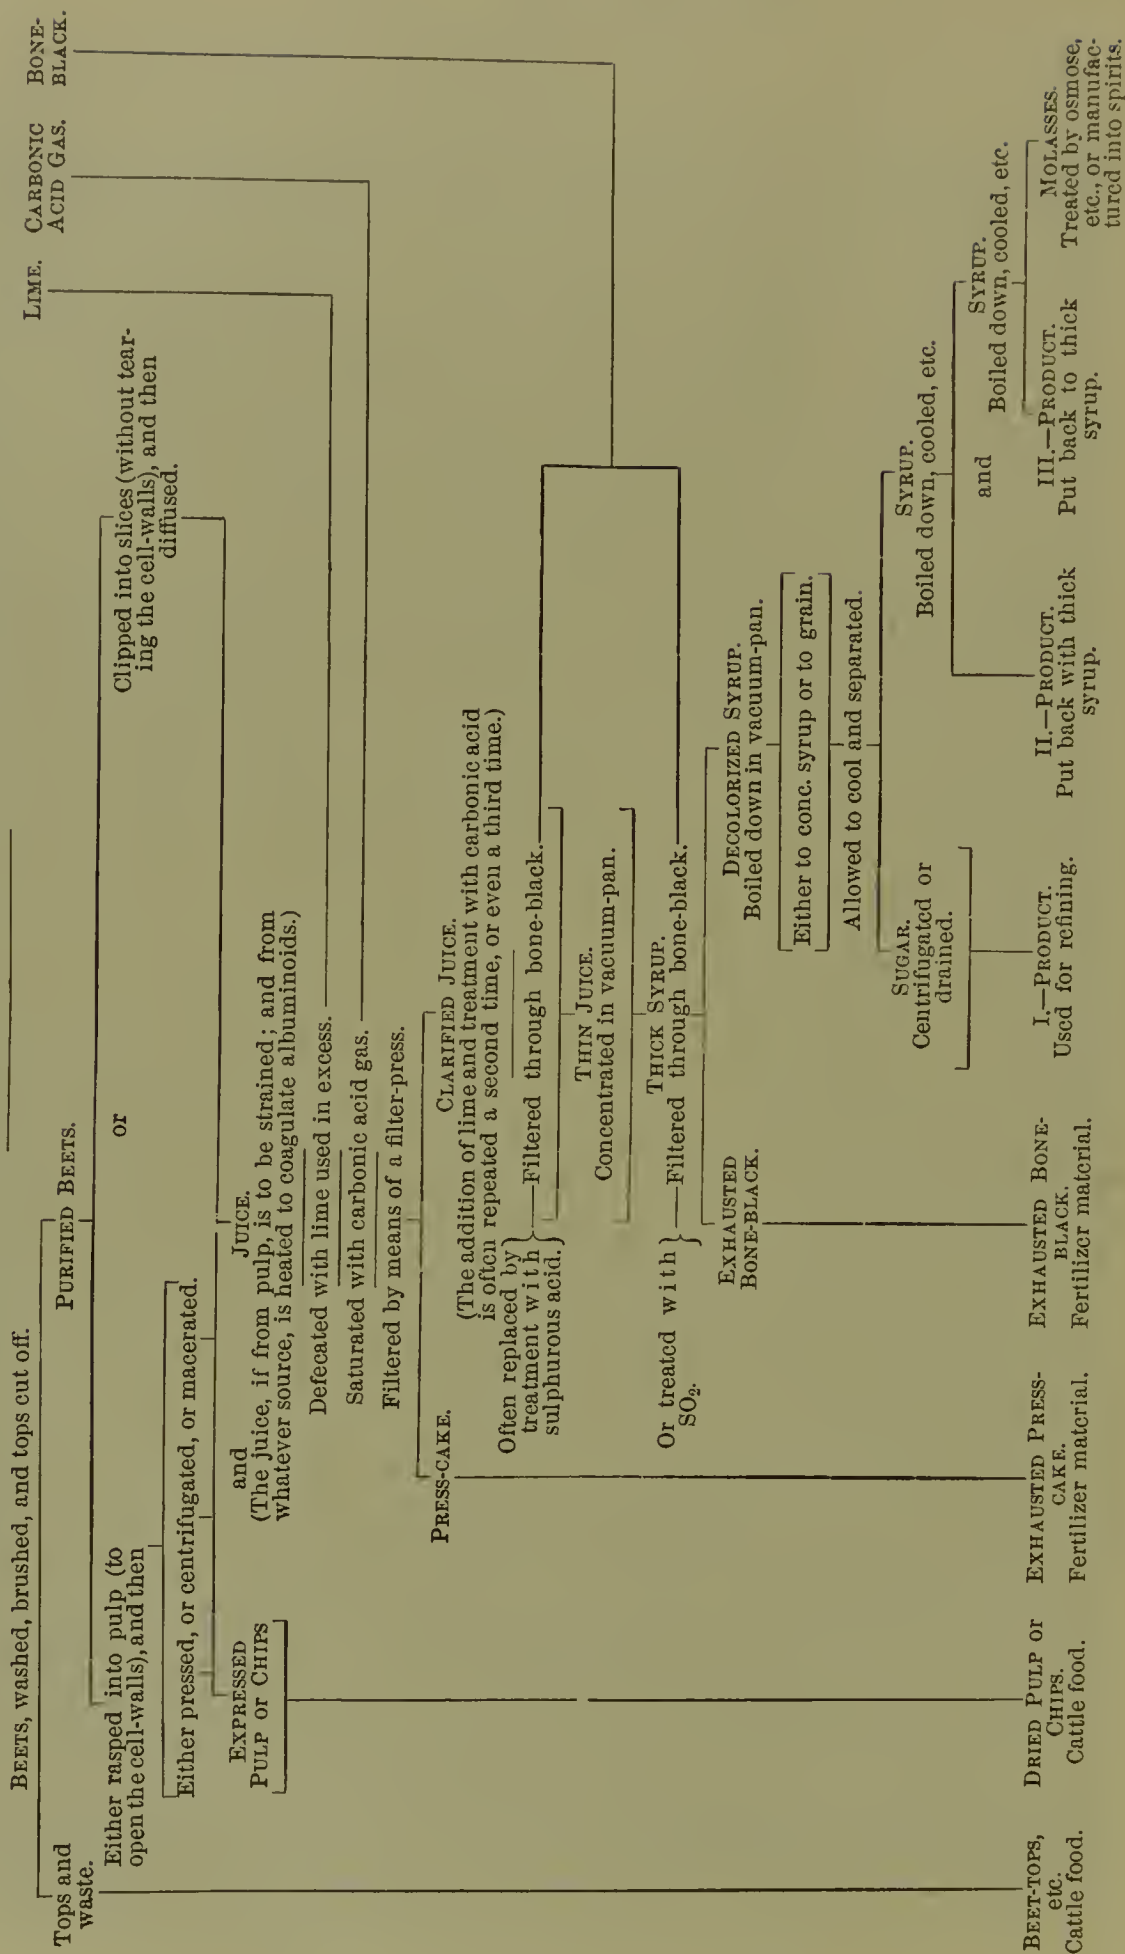 BEETS, washed, brushed, and tops cut off.
LIME.
CARBONIC
ACID GAS.
BONE-
BLACK.
Tops and
waste.
PURIFIED BEETS.
Either rasped into pulp (to
open the cell-walls), and then
or
Clipped into slices (without tear-
ing the cell-walls), and then
diffused.
Either pressed, or centrifugated, or macerated.
EXPRESSED
PULP or CHIPS
and
JUICE.
(The juice, if from pulp, is to be strained; and from
whatever source, is heated to coagulate albuminoids.)
Defecated with lime used in excess.
Saturated with carbonic acid gas.
Filtered by means of a filter-press.
PRESS-CAKE.
CLARIFIED JUICE.
(The addition of lime and treatment with carbonic acid
is often repeated a second time, or even a third time.)
Often replaced by
treatment with
sulphurous acid.
Filtered through bone-black.
THIN JUICE.
Concentrated in vacuum-pan.
THICK SYRUP.
Or treated with
SO₂.
Filtered through bone-black.
EXHAUSTED
BONE-BLACK.
DECOLORIZED SYRUP.
Boiled down in vacuum-pan.
Either to conc. syrup or to grain.
Allowed to cool and separated.
SUGAR.
Centrifugated or
drained.
SYRUP.
Boiled down, cooled, etc.
and
SYRUP.
Boiled down, cooled, etc.
BEET-TOPS,
etc.
Cattle food.
DRIED PULP or
CHIPS.
Cattle food.
EXHAUSTED PRESS-
CAKE.
Fertilizer material.
EXHAUSTED BONE-
BLACK.
Fertilizer material.
I.—PRODUCT.
Used for refining.
II.—PRODUCT.
Put back with thick
syrup.
III.—PRODUCT.
Put back to thick
syrup.
MOLASSES.
Treated by osmose,
etc., or manufac-
tured into spirits.